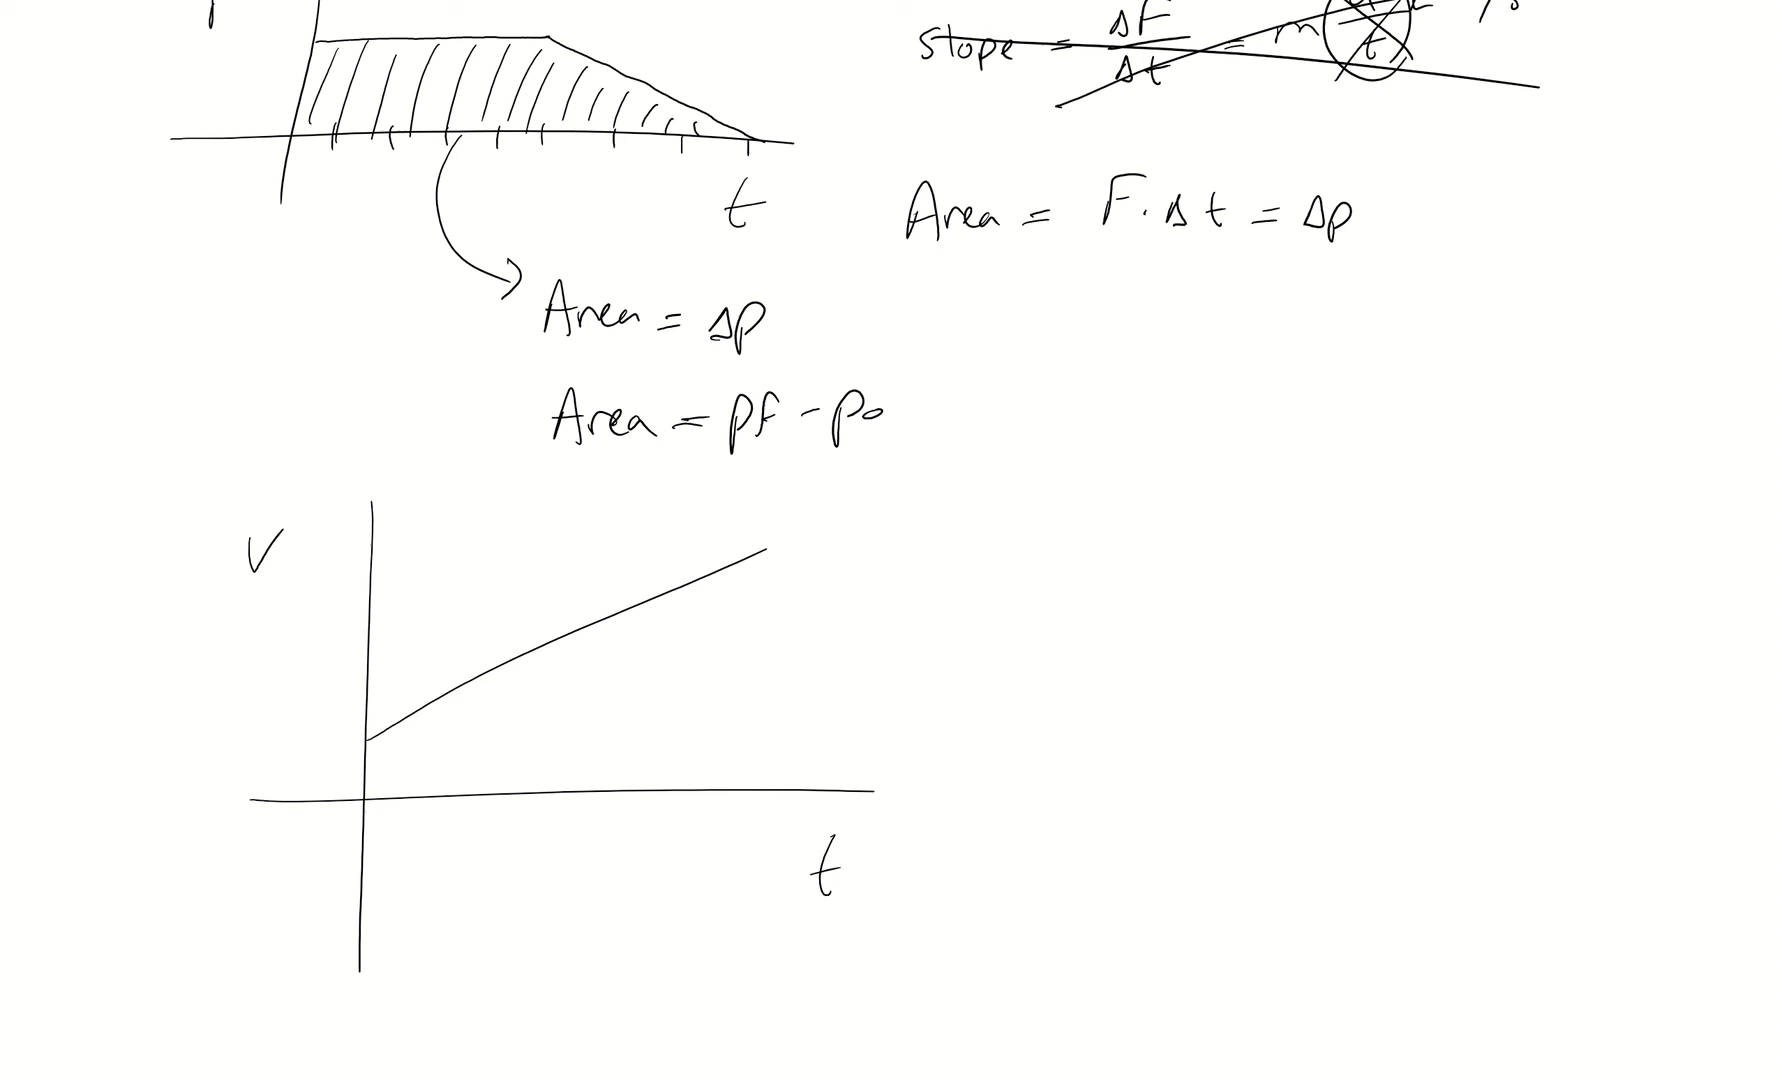 slope = ΔF/Δt = m
t
Area = F · Δt = Δp
t
Area = Δp
Area = pf - po
v
t